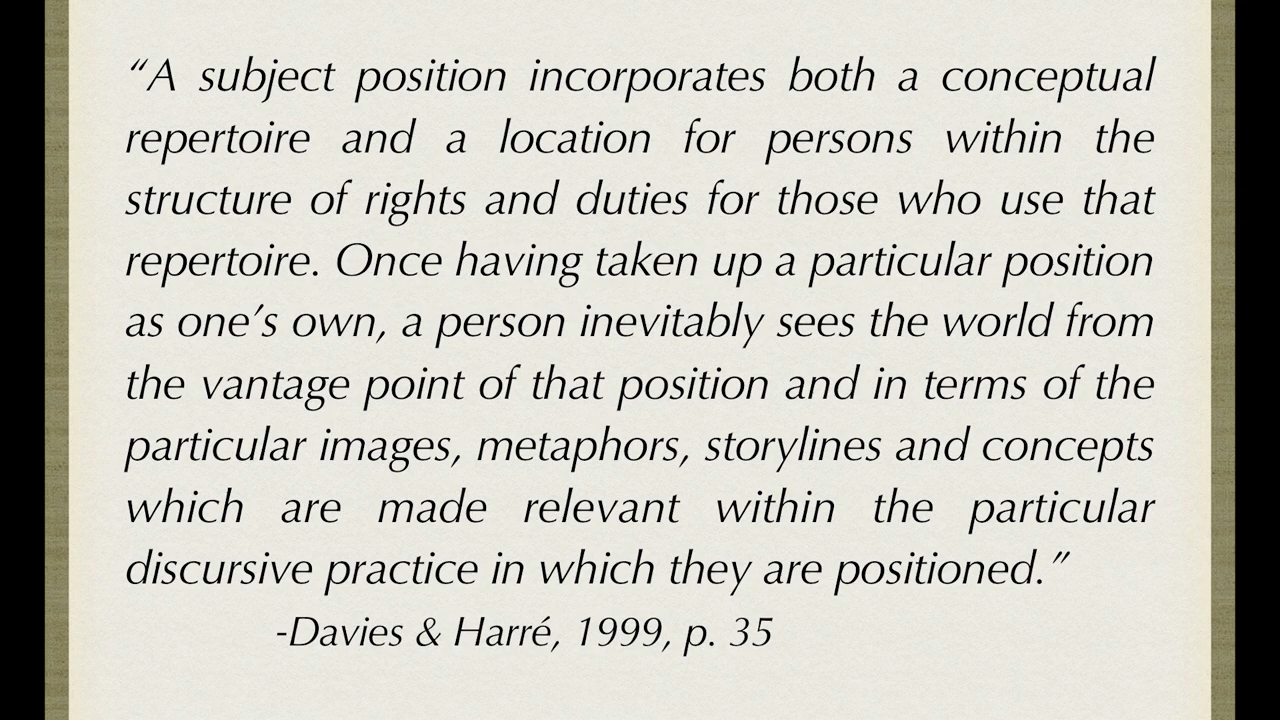 “A subject position incorporates both a conceptual
repertoire and a location for persons within the
structure of rights and duties for those who use that
repertoire. Once having taken up a particular position
as one’s own, a person inevitably sees the world from
the vantage point of that position and in terms of the
particular images, metaphors, storylines and concepts
which are made relevant within the particular
discursive practice in which they are positioned.”
-Davies & Harré, 1999, p. 35